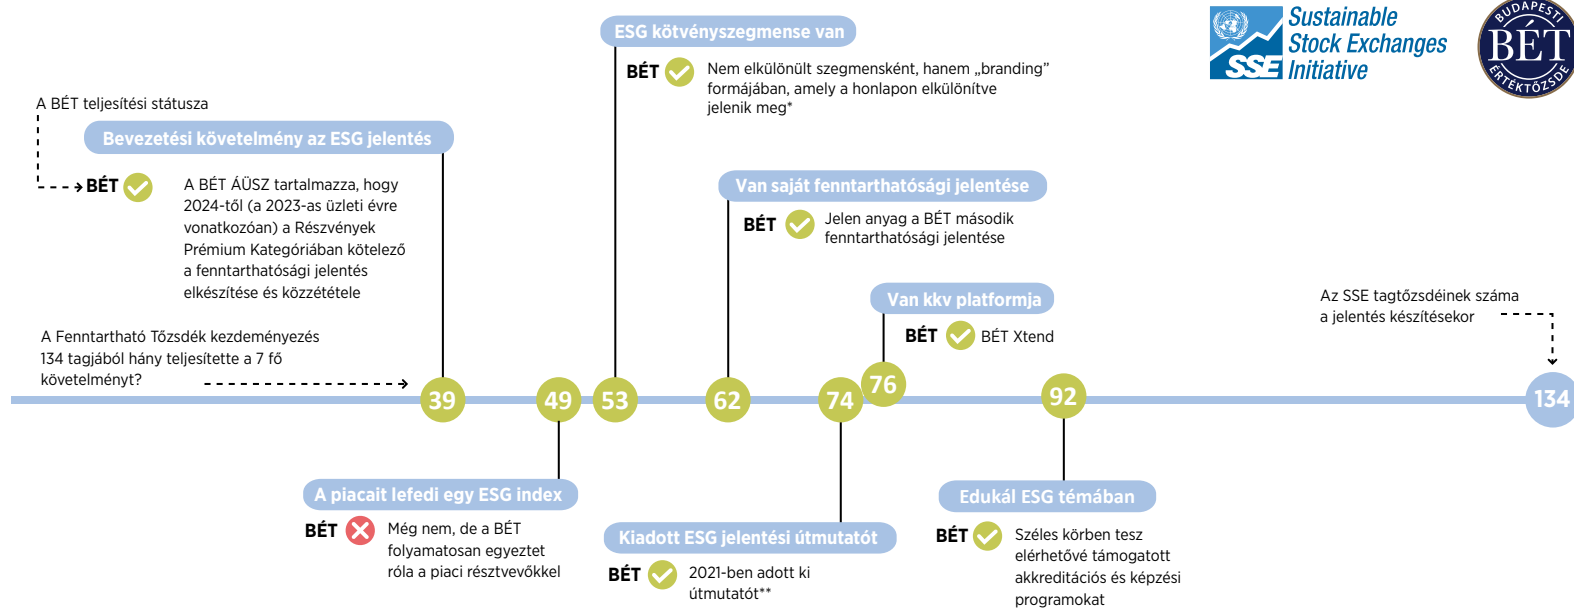 ESG kötvényszegmense van
BÉT
Nem elkülönült szegmensként, hanem „branding”
formájában, amely a honlapon elkülönítve
jelenik meg*
SSE
Sustainable
Stock Exchanges
Initiative
BUDAPESTI
BÉT
ÉRTÉKTŐZSDE
A BÉT teljesítési státusza
Bevezetési követelmény az ESG jelentés
BÉT
A BÉT ÁÜSZ tartalmazza, hogy
2024-től (a 2023-as üzleti évre
vonatkozóan) a Részvények
Prémium Kategóriában kötelező
a fenntarthatósági jelentés
elkészítése és közzététele
Van saját fenntarthatósági jelentése
BÉT
Jelen anyag a BÉT második
fenntarthatósági jelentése
Van kkv platformja
BÉT
BÉT Xtend
Az SSE tagtőzsdéinek száma
a jelentés készítésekor
A Fenntartható Tőzsdék kezdeményezés
134 tagjából hány teljesítette a 7 fő
követelményt?
39
49
53
62
74
76
92
134
A piacait lefedi egy ESG index
BÉT
Még nem, de a BÉT
folyamatosan egyeztet
róla a piaci résztvevőkkel
Kiadott ESG jelentési útmutatót
BÉT
2021-ben adott ki
útmutatót**
Edukál ESG témában
BÉT
Széles körben tesz
elérhetővé támogatott
akkreditációs és képzési
programokat